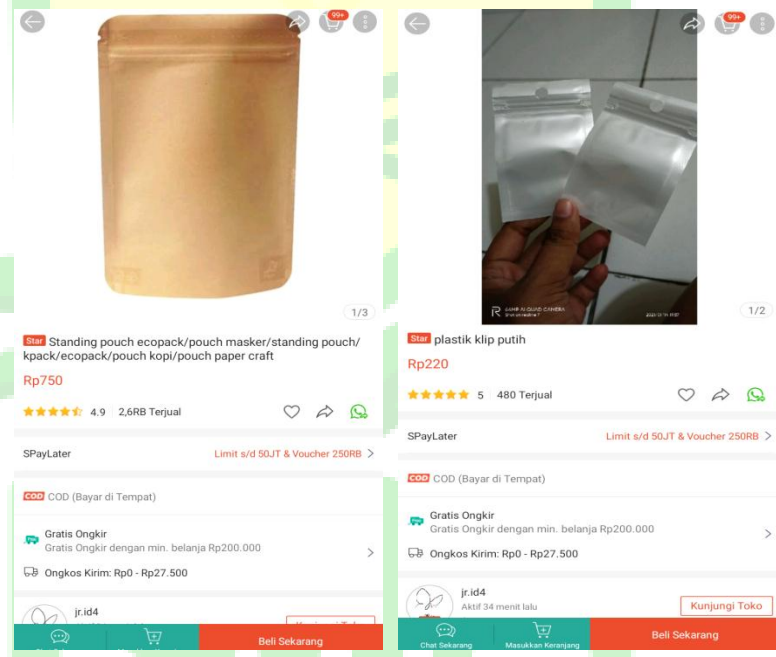 99+
1/3
Star Standing pouch ecopack/pouch masker/standing pouch/
kpack/ecopack/pouch kopi/pouch paper craft
Rp750
4.9 2,6RB Terjual
SPayLater Limit s/d 50JT & Voucher 250RB >
COD COD (Bayar di Tempat)
Gratis Ongkir
Gratis Ongkir dengan min. belanja Rp200.000
Ongkos Kirim: Rp0 - Rp27.500
jr.id4
Beli Sekarang
99+
1/2
Star plastik klip putih
Rp220
5 480 Terjual
SPayLater Limit s/d 50JT & Voucher 250RB >
COD COD (Bayar di Tempat)
Gratis Ongkir
Gratis Ongkir dengan min. belanja Rp200.000
Ongkos Kirim: Rp0 - Rp27.500
jr.id4
Aktif 34 menit lalu
Kunjungi Toko
Chat Sekarang
Masukkan Keranjang
Beli Sekarang